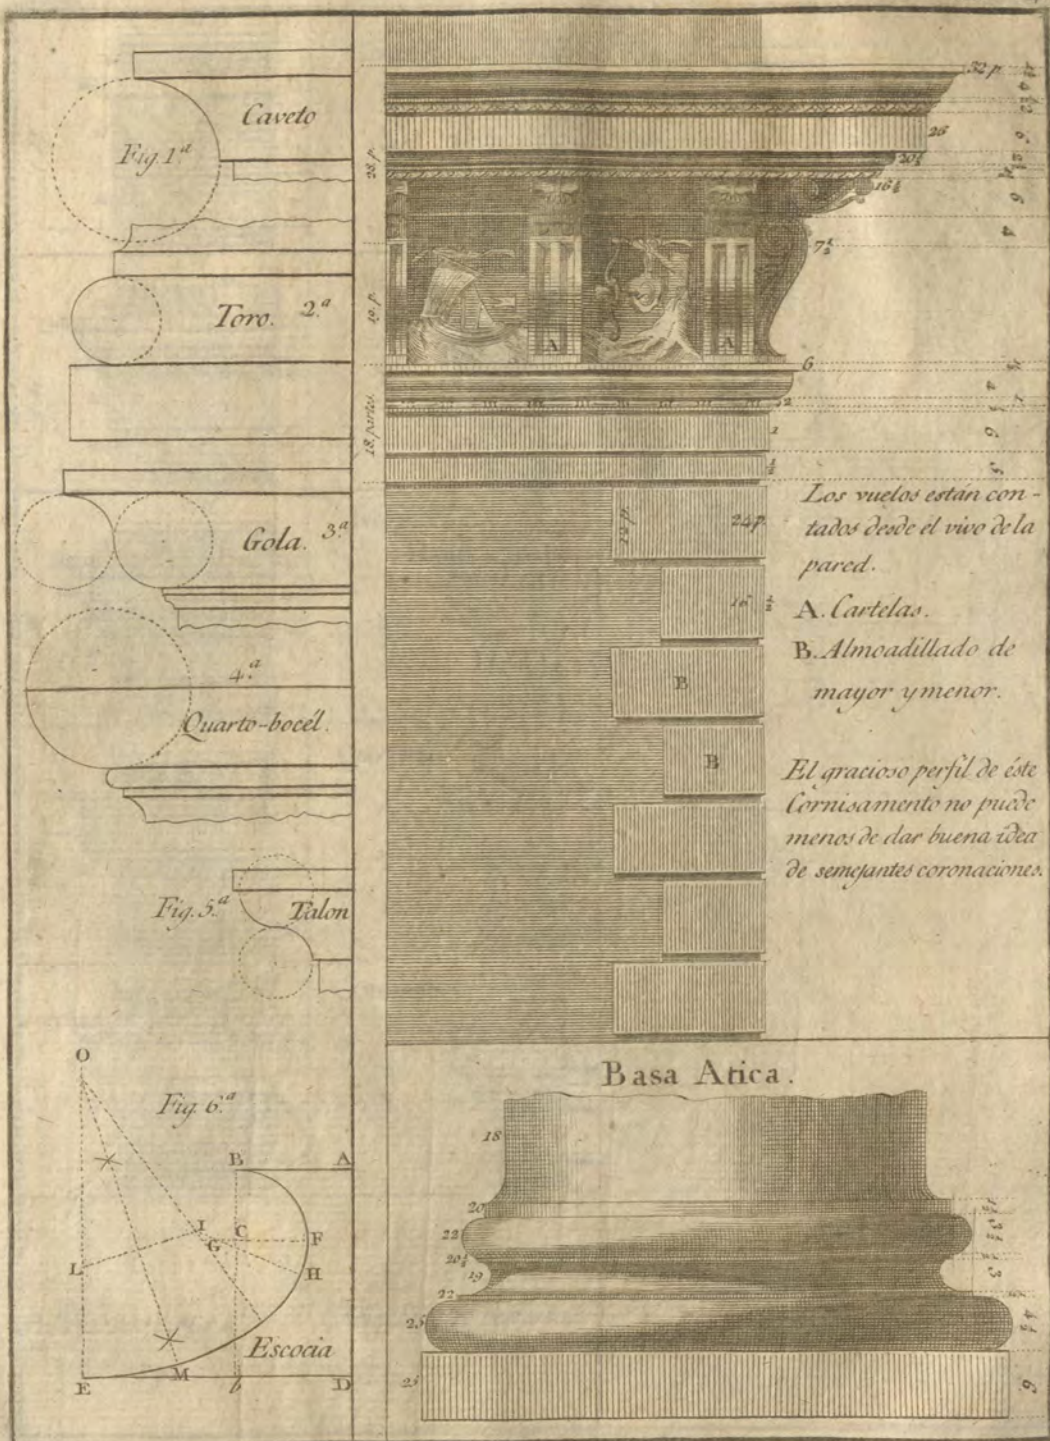 Caveto
Fig. 1.ª
Toro. 2.ª
Gola. 3.ª
4.ª
Quarto-bocél.
Fig. 5.ª Talon
Fig. 6.ª
O
B A
I
G C F
L H
Escocia
E M b D
28. p.
19. p.
18. partes.
32 p.
26
20½
16½
7½
A A
6
2
1
½
12 p. 24 p.
½
B
B
Los vuelos están con-
tados desde el vivo de la
pared.
A. Cartelas.
B. Almoadillado de
mayor y menor.
El gracioso perfil de éste
Cornisamento no puede
menos de dar buena idea
de semejantes coronaciones.
Basa Atica.
18
20
22
20½
19
22
25
25
3
6